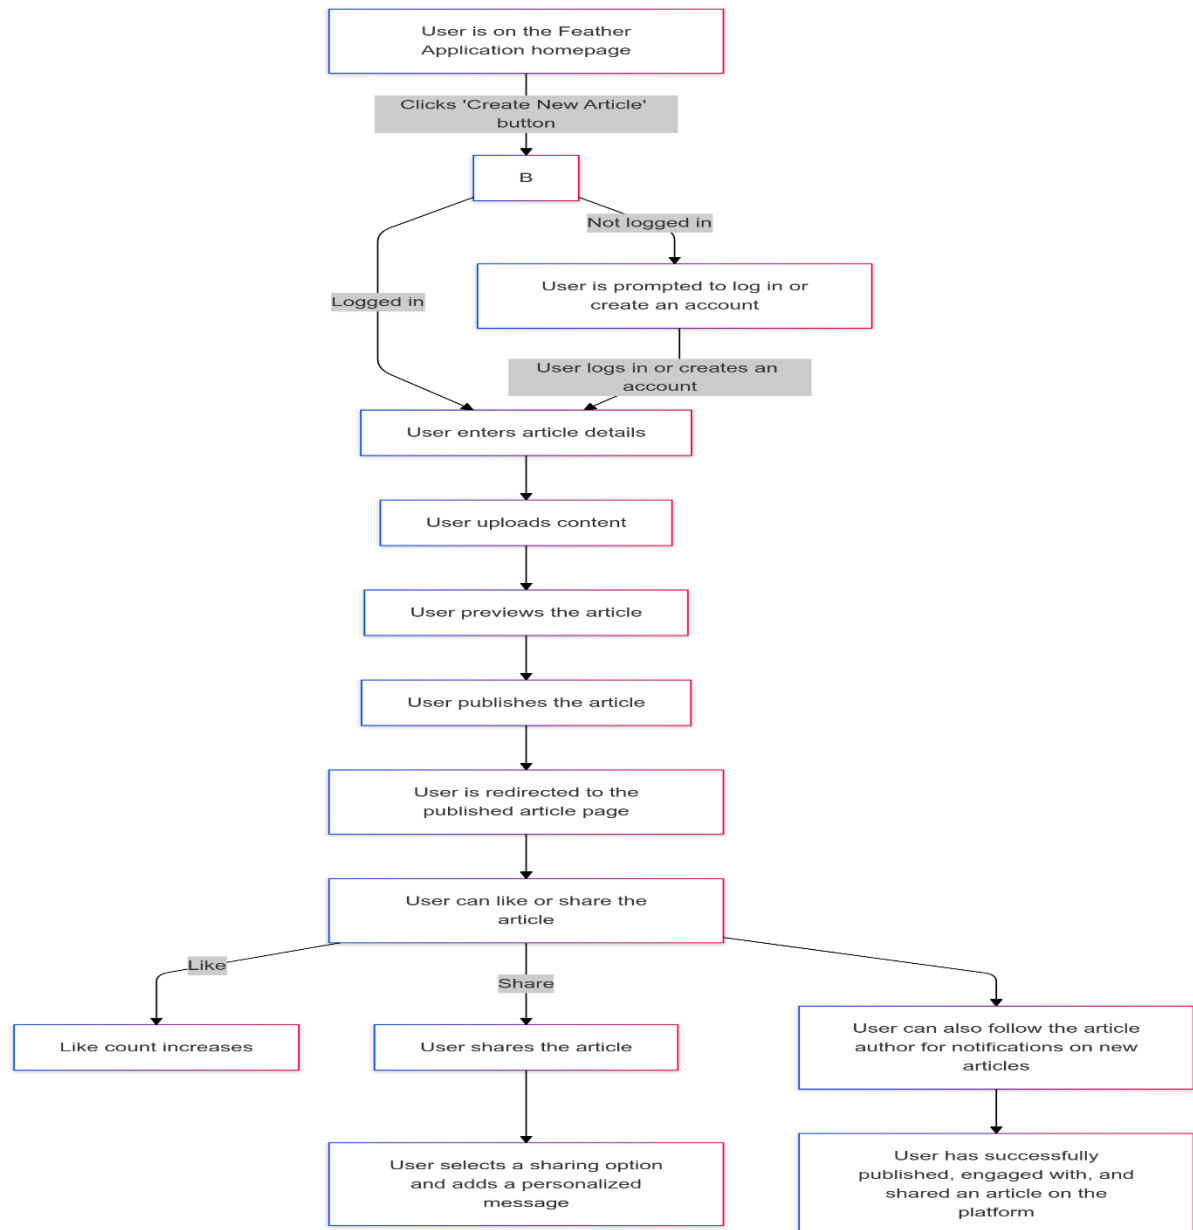 User is on the Feather
Application homepage
Clicks 'Create New Article'
button
B
Not logged in
User is prompted to log in or
create an account
Logged in
User logs in or creates an
account
User enters article details
User uploads content
User previews the article
User publishes the article
User is redirected to the
published article page
User can like or share the
article
Like
Share
Like count increases
User shares the article
User can also follow the article
author for notifications on new
articles
User selects a sharing option
and adds a personalized
message
User has successfully
published, engaged with, and
shared an article on the
platform